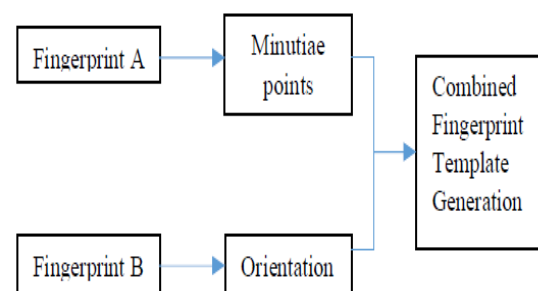 Fingerprint A
Minutiae
points
Combined
Fingerprint
Template
Generation
Fingerprint B
Orientation